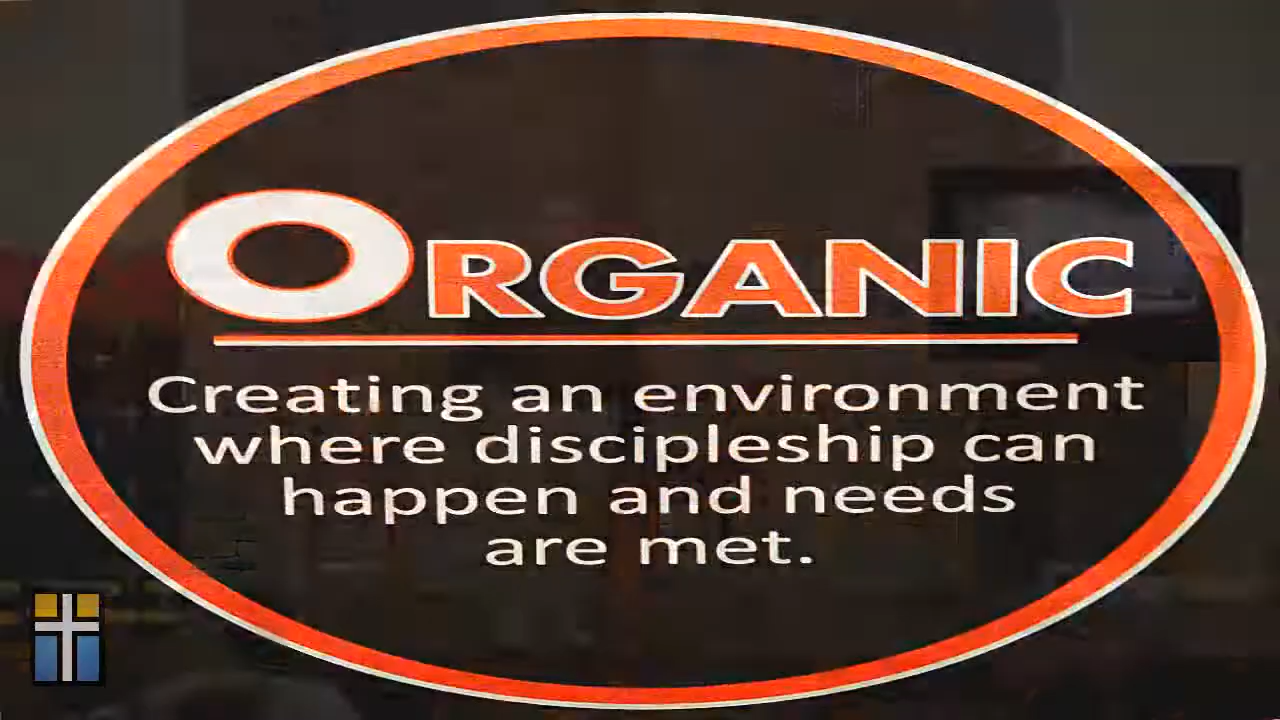 ORGANIC
Creating an environment
where discipleship can
happen and needs
are met.